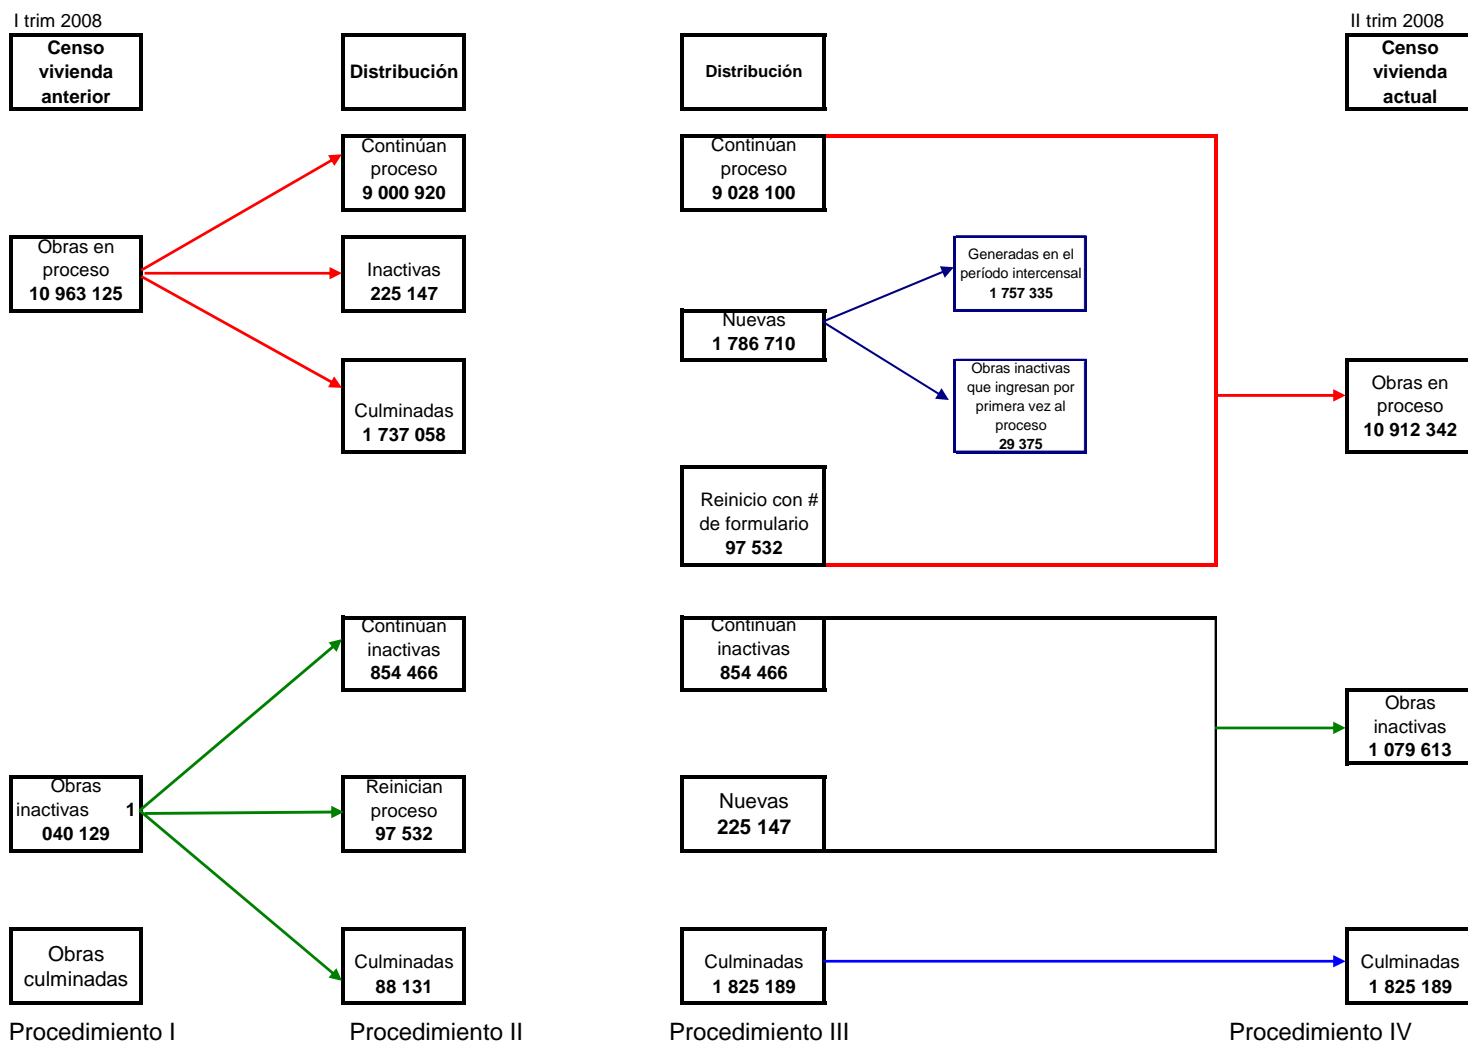 I trim 2008
II trim 2008
Censo
vivienda
anterior
Distribución
Distribución
Censo
vivienda
actual
Continúan
proceso
9 000 920
Continúan
proceso
9 028 100
Obras en
proceso
10 963 125
Inactivas
225 147
Generadas en el
período intercensal
1 757 335
Nuevas
1 786 710
Culminadas
1 737 058
Obras inactivas
que ingresan por
primera vez al
proceso
29 375
Obras en
proceso
10 912 342
Reinicio con #
de formulario
97 532
Continúan
inactivas
854 466
Continúan
inactivas
854 466
Obras
inactivas
1 079 613
Obras
inactivas 1
040 129
Reinician
proceso
97 532
Nuevas
225 147
Obras
culminadas
Culminadas
88 131
Culminadas
1 825 189
Culminadas
1 825 189
Procedimiento I
Procedimiento II
Procedimiento III
Procedimiento IV